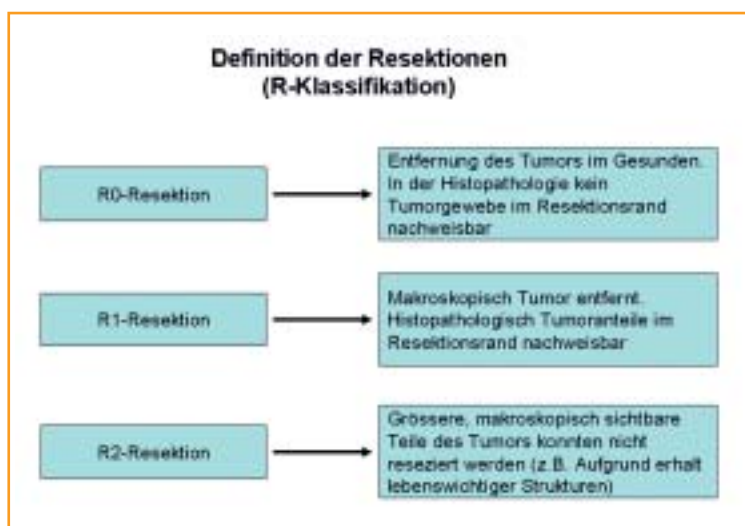 Definition der Resektionen
(R-Klassifikation)
R0-Resektion
Entfernung des Tumors im Gesunden.
In der Histopathologie kein
Tumorgewebe im Resektionsrand
nachweisbar
R1-Resektion
Makroskopisch Tumor entfernt.
Histopathologisch Tumoranteile im
Resektionsrand nachweisbar
R2-Resektion
Grössere, makroskopisch sichtbare
Teile des Tumors konnten nicht
reseziert werden (z.B. Aufgrund erhalt
lebenswichtiger Strukturen)